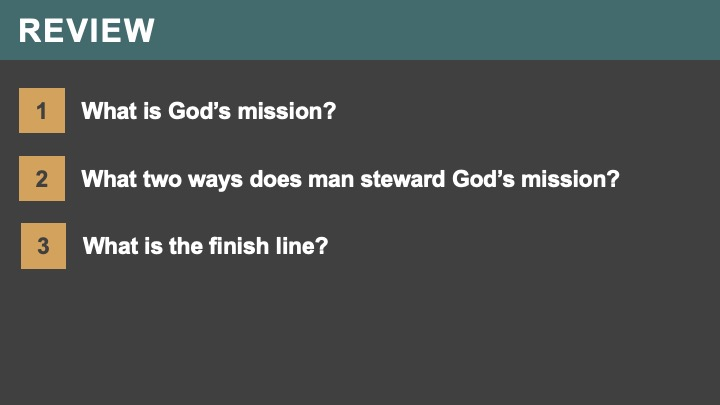 REVIEW
1 What is God’s mission?
2 What two ways does man steward God’s mission?
3 What is the finish line?